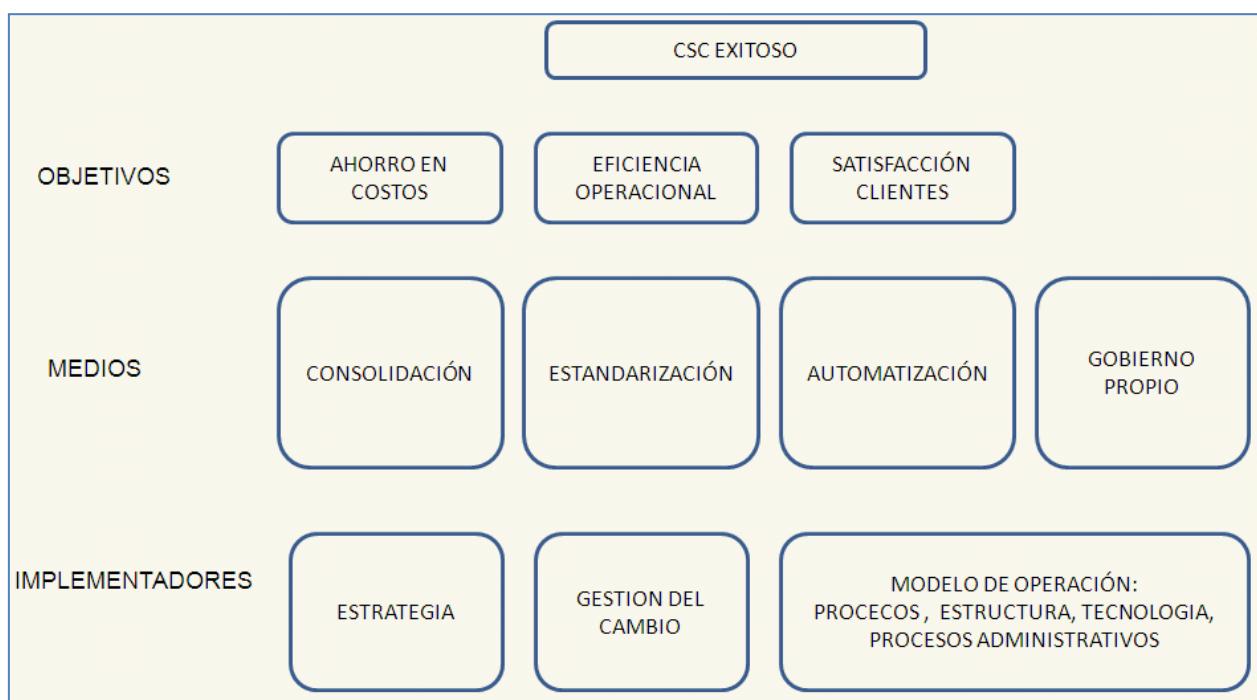 CSC EXITOSO
OBJETIVOS
AHORRO EN
COSTOS
EFICIENCIA
OPERACIONAL
SATISFACCIÓN
CLIENTES
MEDIOS
CONSOLIDACIÓN
ESTANDARIZACIÓN
AUTOMATIZACIÓN
GOBIERNO
PROPIO
IMPLEMENTADORES
ESTRATEGIA
GESTION DEL
CAMBIO
MODELO DE OPERACIÓN:
PROCECOS , ESTRUCTURA, TECNOLOGIA,
PROCESOS ADMINISTRATIVOS